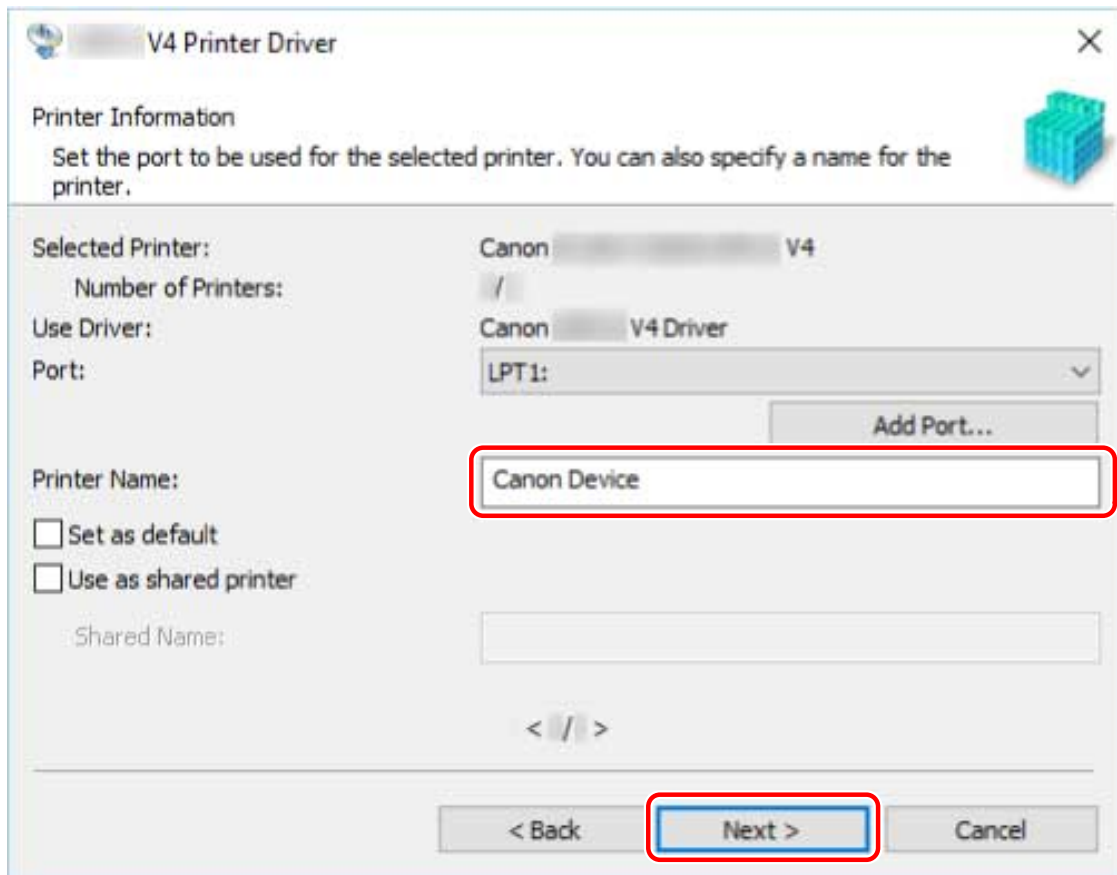 V4 Printer Driver
Printer Information
Set the port to be used for the selected printer. You can also specify a name for the
printer.
Selected Printer: Canon V4
Number of Printers: /
Use Driver: Canon V4 Driver
Port: LPT1:
Add Port...
Printer Name: Canon Device
Set as default
Use as shared printer
Shared Name:
< / >
< Back Next > Cancel